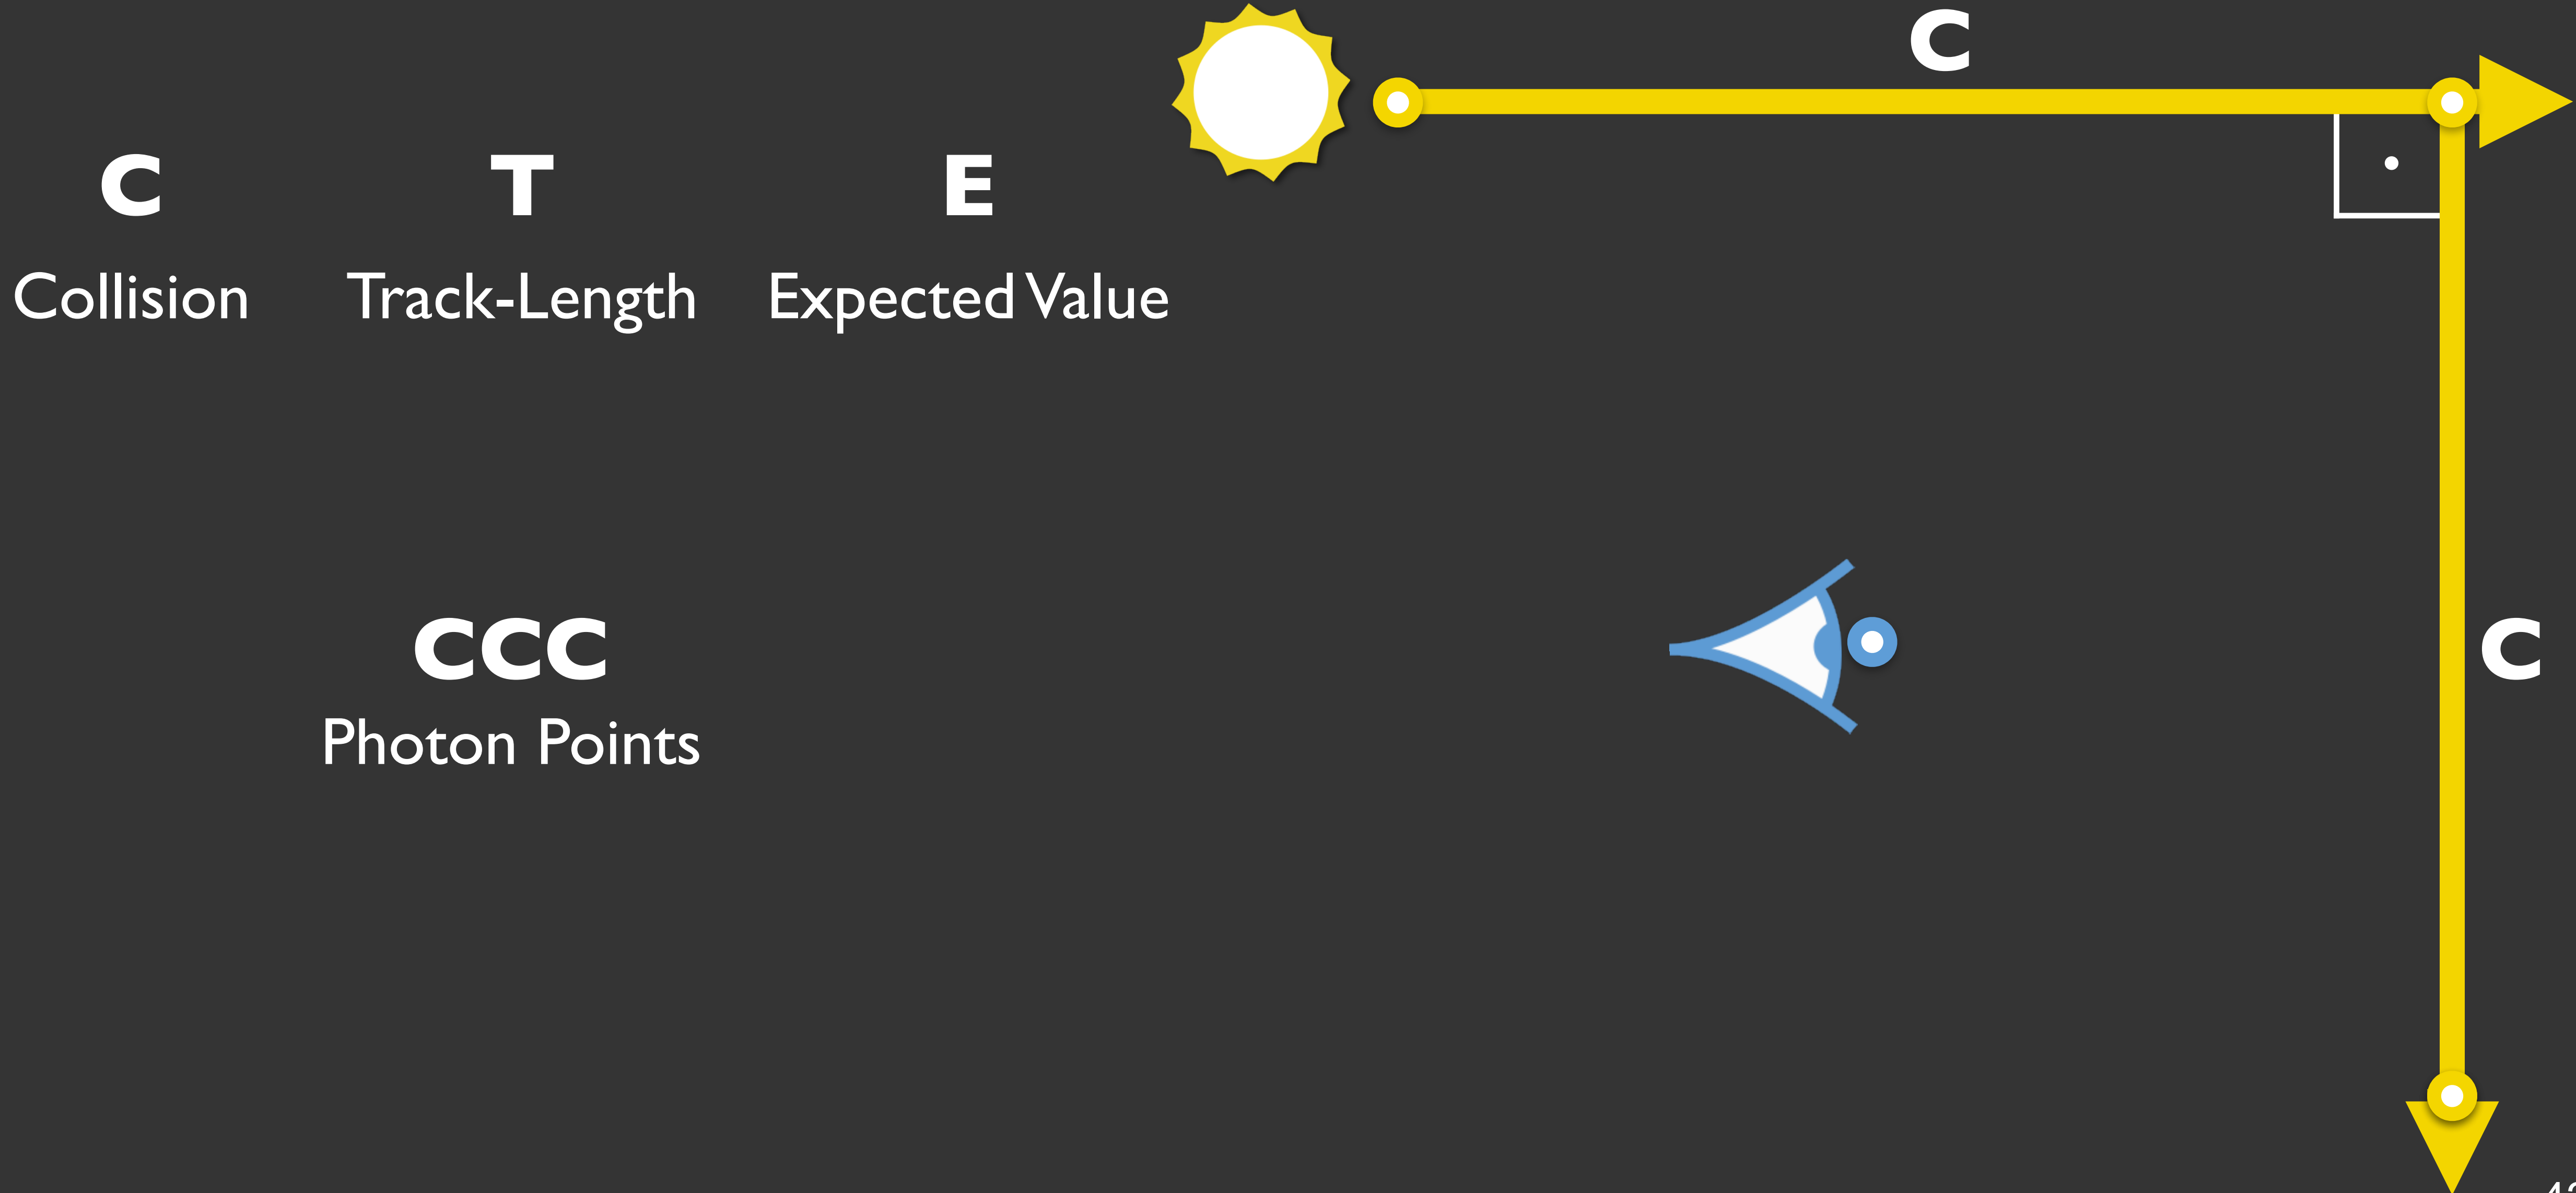 C
C T E
Collision Track-Length Expected Value
CCC
C
Photon Points